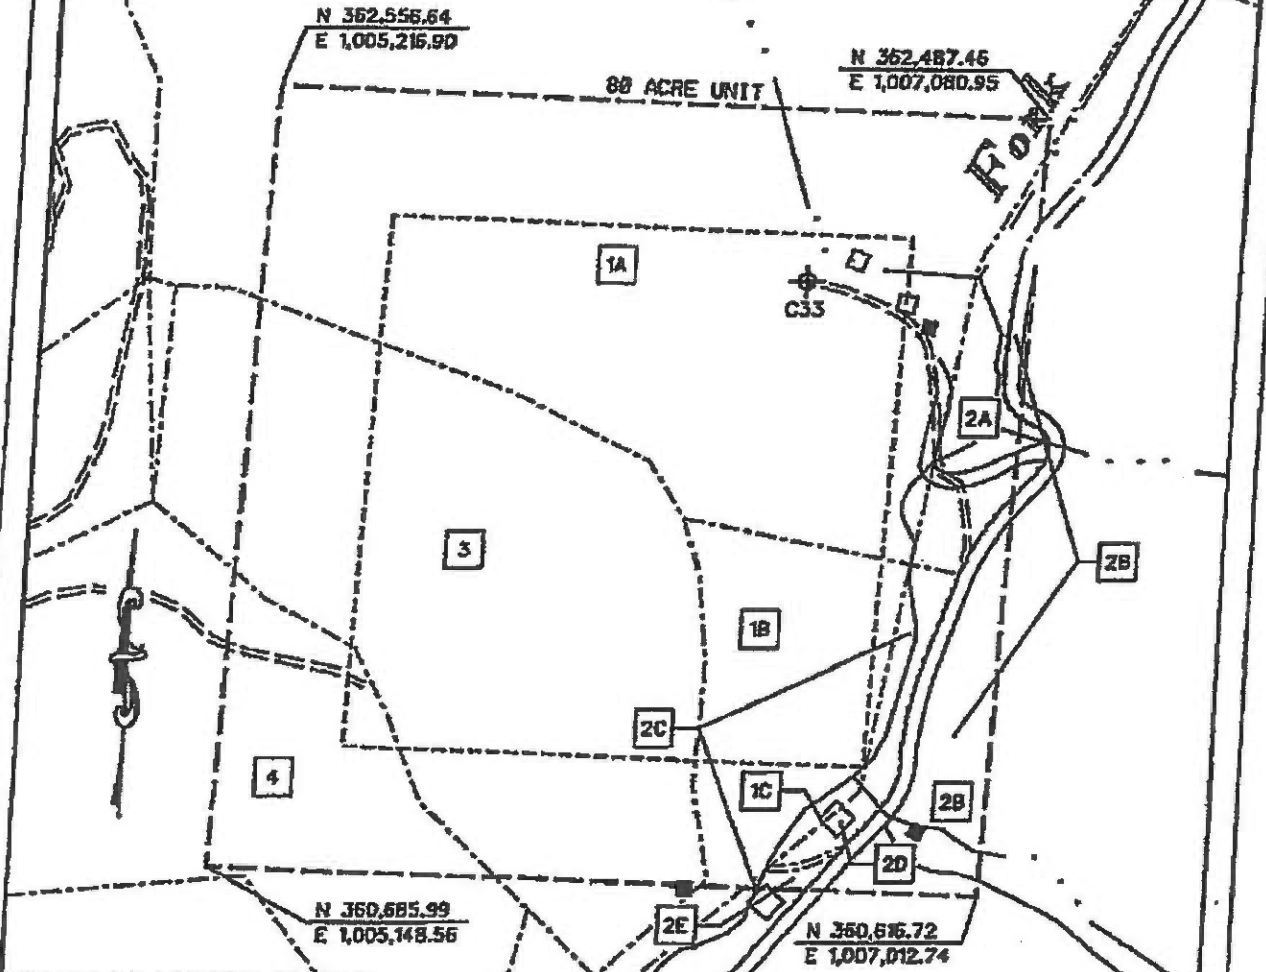 N 362,556.64
E 1,005,216.90
N 362,487.46
E 1,007,080.95
80 ACRE UNIT
Fork
1A
C33
2A
3
2B
1B
2C
4
1C
2B
2D
N 360,685.99
E 1,005,148.56
2E
N 360,616.72
E 1,007,012.74